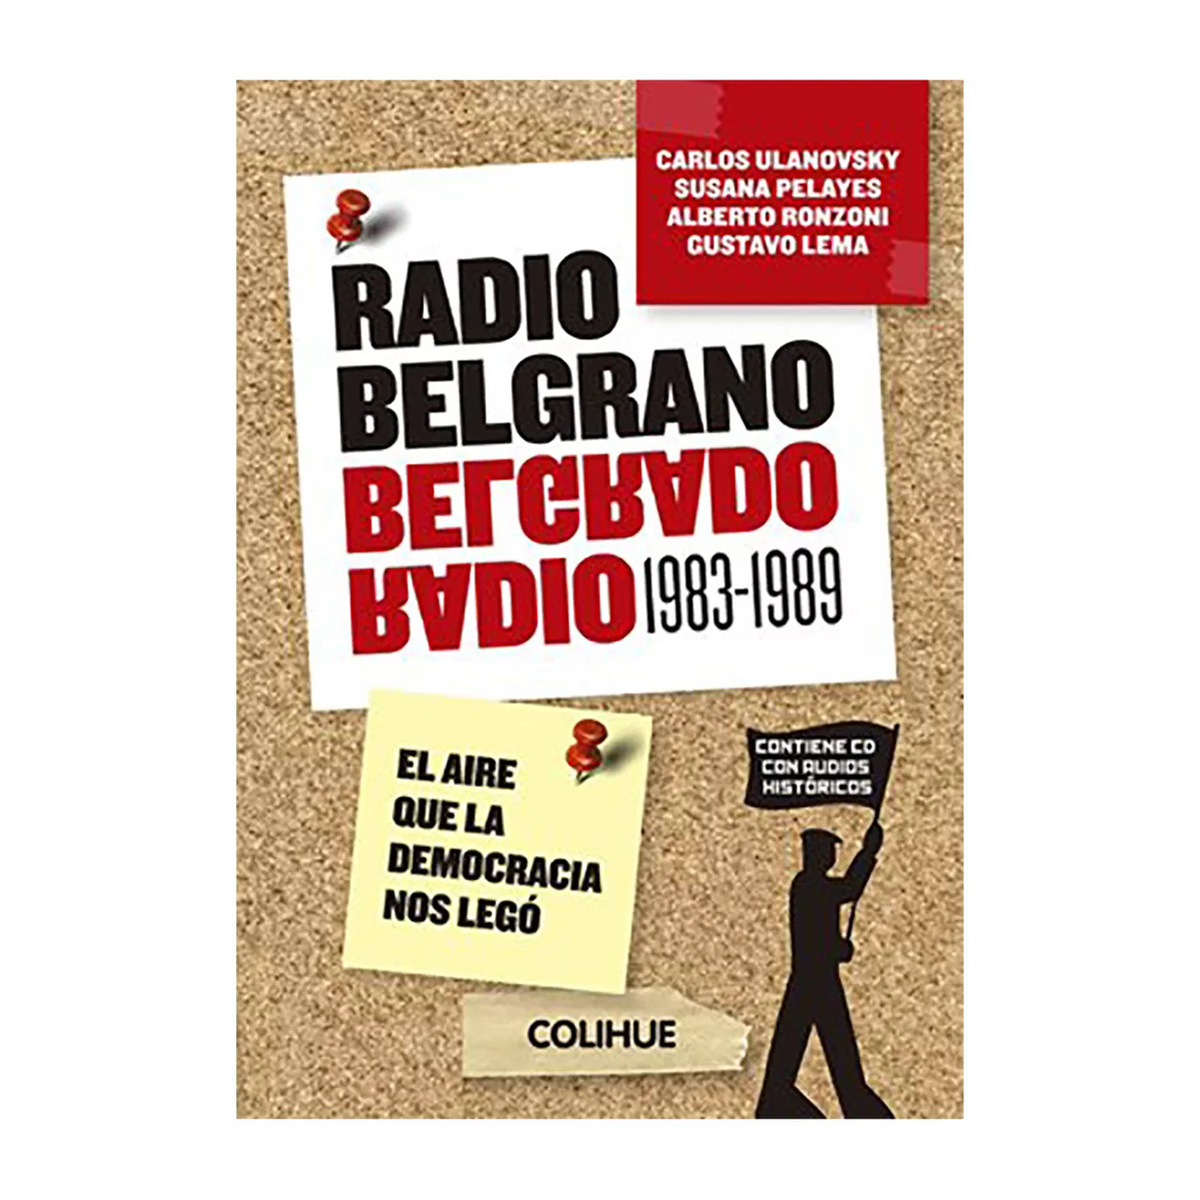 CARLOS ULANOVSKY
SUSANA PELAYES
ALBERTO RONZONI
GUSTAVO LEMA
RADIO
BELGRANO
BELGRADO
RADIO 1983-1989
EL AIRE
QUE LA
DEMOCRACIA
NOS LEGÓ
CONTIENE CD
CON AUDIOS
HISTÓRICOS
COLIHUE